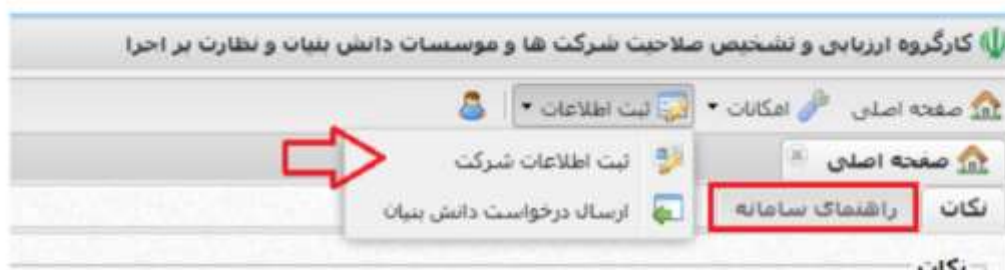 کارگروه ارزیابی و تشخیص صلاحیت شرکت ها و موسسات دانش بنیان و نظارت بر اجرا
صفحه اصلی امکانات ثبت اطلاعات
صفحه اصلی
ثبت اطلاعات شرکت
نکات راهنمای سامانه
ارسال درخواست دانش بنیان
نکات